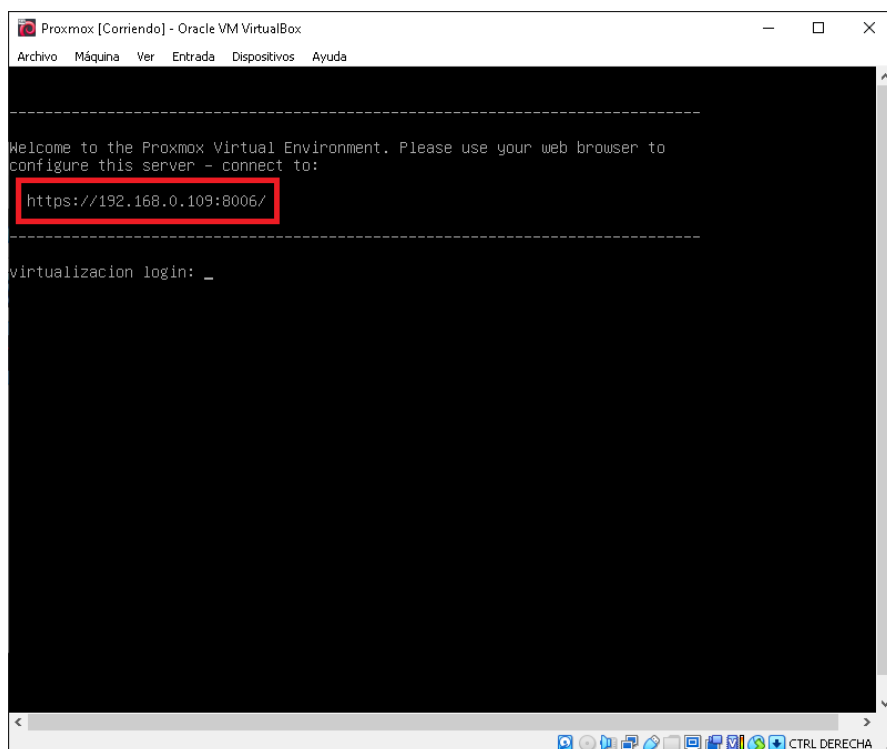 Proxmox [Corriendo] - Oracle VM VirtualBox
Archivo Máquina Ver Entrada Dispositivos Ayuda
--------------------------------------------------------------------------------
Welcome to the Proxmox Virtual Environment. Please use your web browser to
configure this server - connect to:
https://192.168.0.109:8006/
--------------------------------------------------------------------------------
virtualizacion login: _
CTRL DERECHA